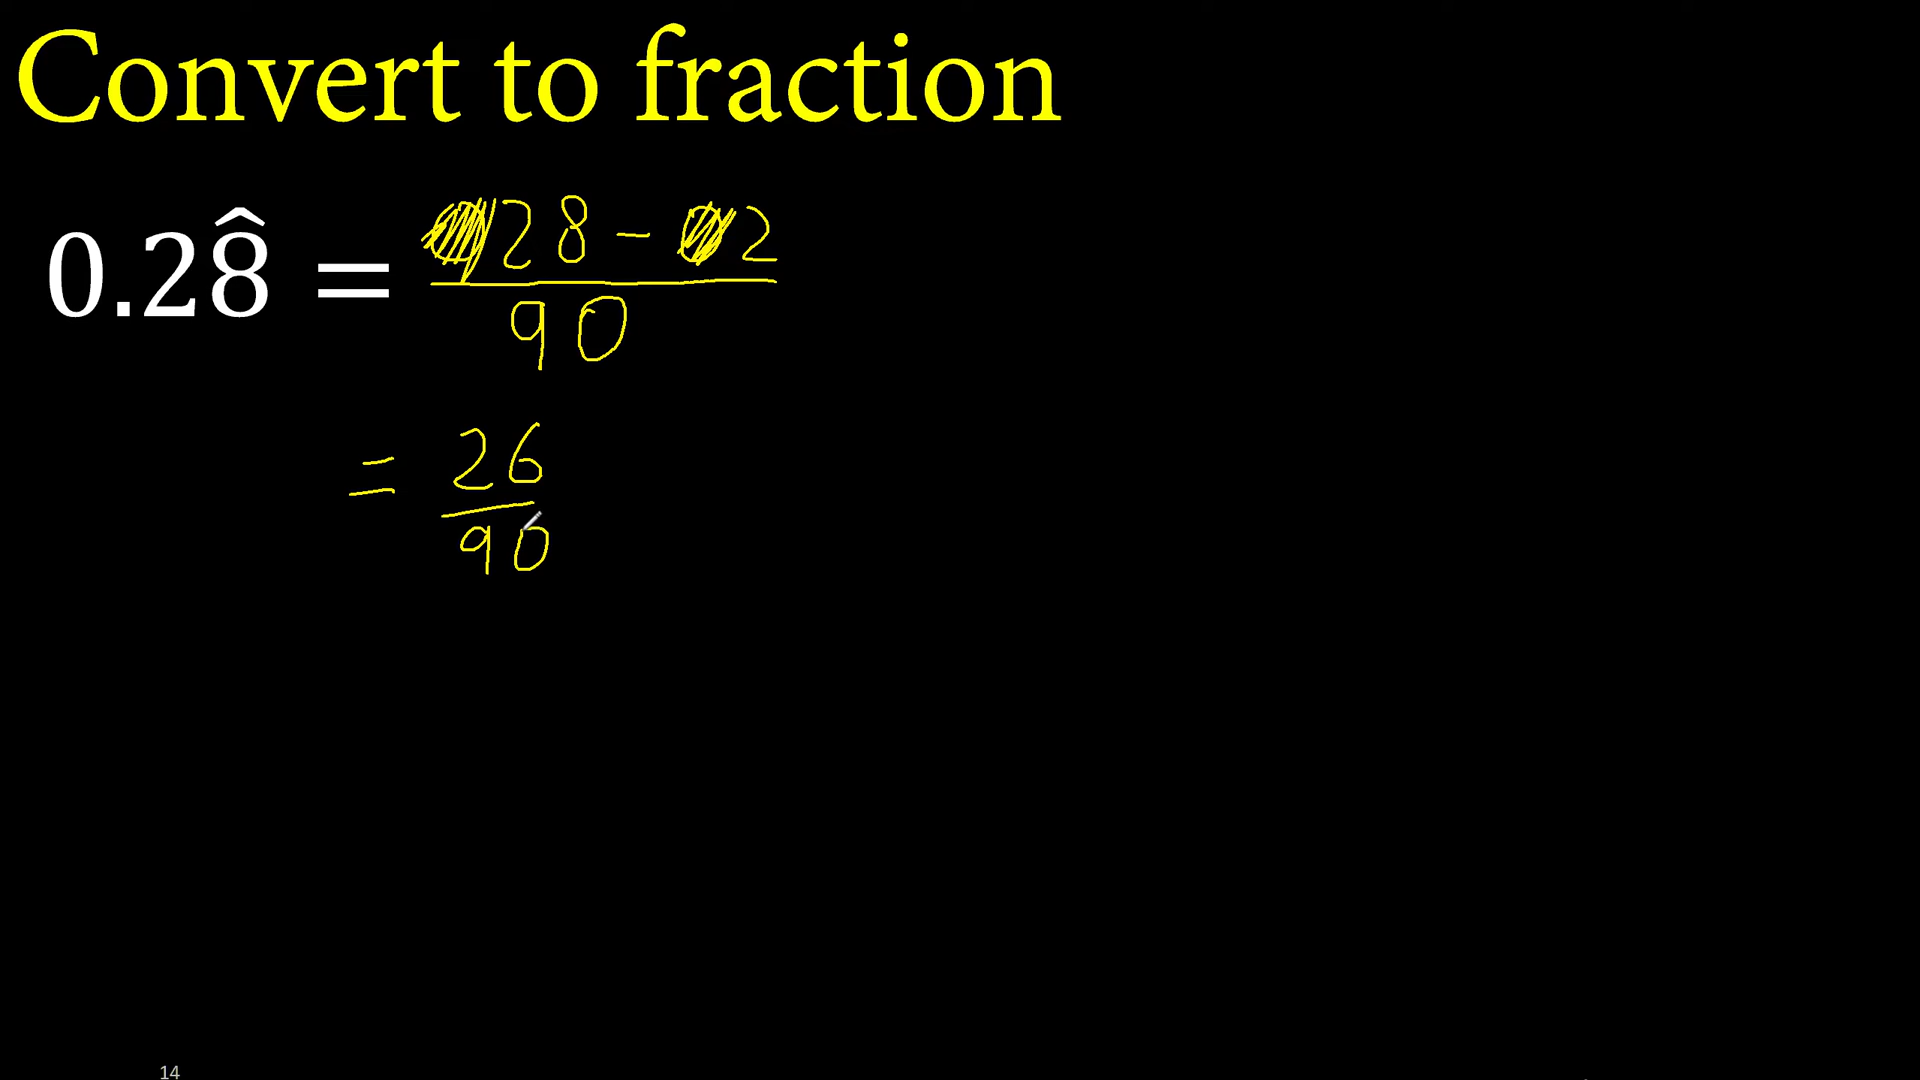 Convert to fraction
0.28̂ = 28 - 2
90
= 26
90
14